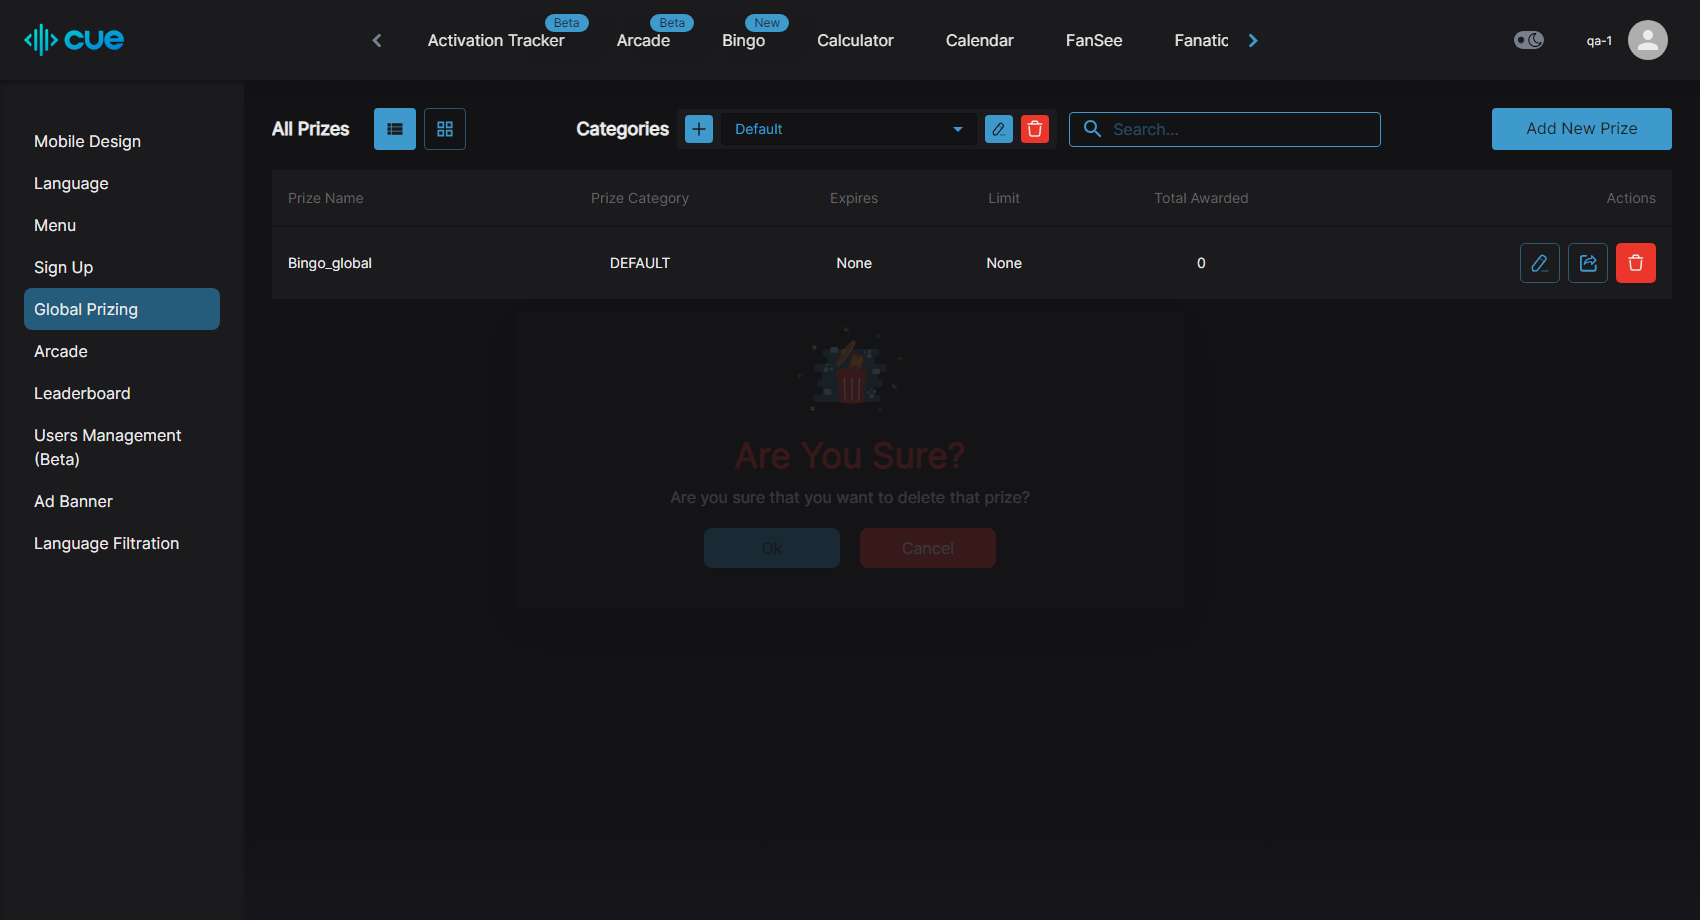 cue
Activation Tracker
Beta
Arcade
Beta
Bingo
New
Calculator
Calendar
FanSee
Fanatic
qa-1
Mobile Design
Language
Menu
Sign Up
Global Prizing
Arcade
Leaderboard
Users Management
(Beta)
Ad Banner
Language Filtration
All Prizes
Categories
Default
Search...
Add New Prize
Prize Name
Prize Category
Expires
Limit
Total Awarded
Actions
Bingo_global
DEFAULT
None
None
0
Are You Sure?
Are you sure that you want to delete that prize?
Ok
Cancel